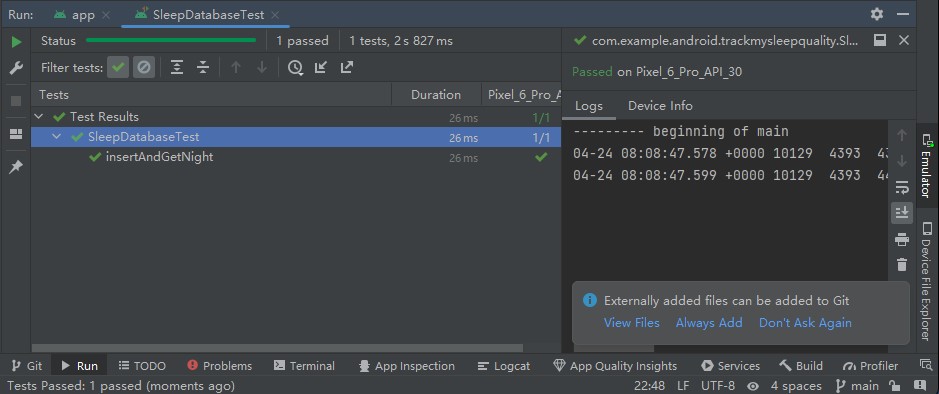 Run: app SleepDatabaseTest
Status 1 passed 1 tests, 2 s 827 ms
Filter tests:
Tests Duration Pixel_6_Pro_A
Test Results 26 ms 1/1
SleepDatabaseTest 26 ms 1/1
insertAndGetNight 26 ms
com.example.android.trackmysleepquality.Sl...
Passed on Pixel_6_Pro_API_30
Logs Device Info
--------- beginning of main
04-24 08:08:47.578 +0000 10129 4393 4
04-24 08:08:47.599 +0000 10129 4393 44
Externally added files can be added to Git
View Files Always Add Don't Ask Again
Emulator
Device File Explorer
Git Run TODO Problems Terminal App Inspection Logcat App Quality Insights Services Build Profiler
Tests Passed: 1 passed (moments ago) 22:48 LF UTF-8 4 spaces main